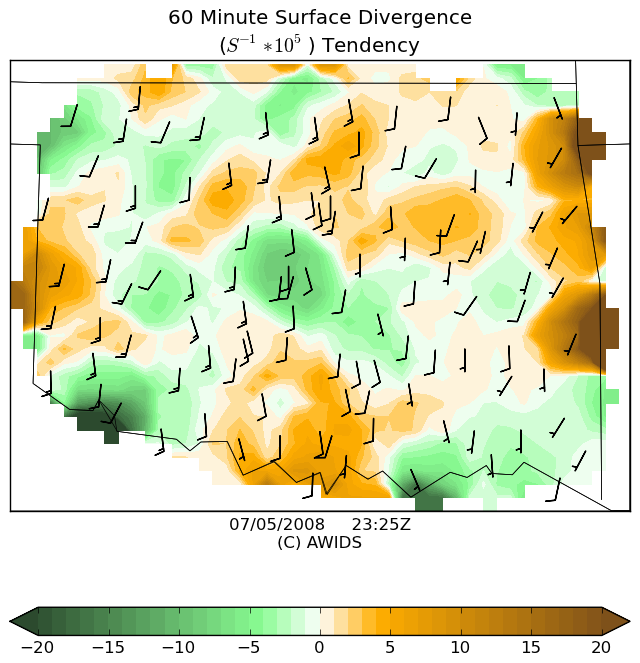 60 Minute Surface Divergence
(S⁻¹ *10⁵ ) Tendency
07/05/2008 23:25Z
(C) AWIDS
−20 −15 −10 −5 0 5 10 15 20